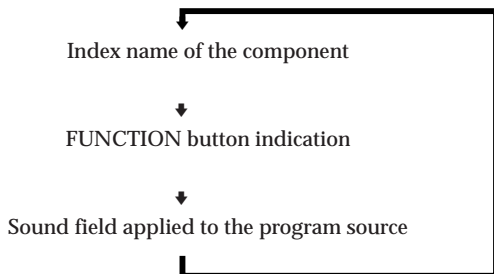 Index name of the component
FUNCTION button indication
Sound field applied to the program source